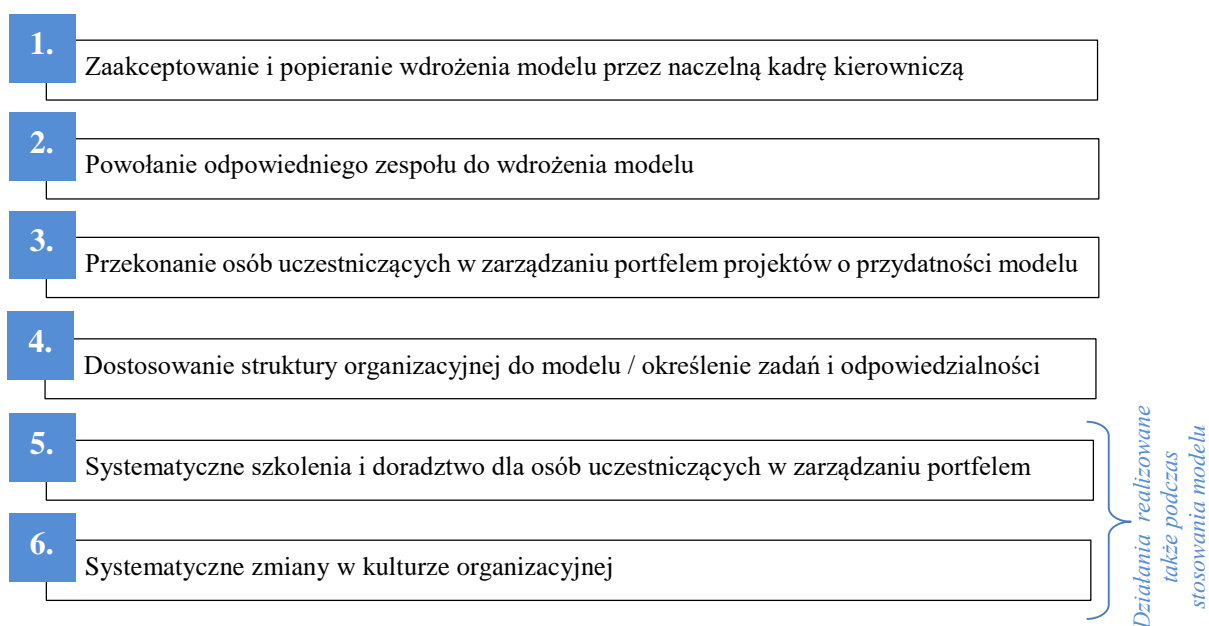 1.
Zaakceptowanie i popieranie wdrożenia modelu przez naczelną kadrę kierowniczą
2.
Powołanie odpowiedniego zespołu do wdrożenia modelu
3.
Przekonanie osób uczestniczących w zarządzaniu portfelem projektów o przydatności modelu
4.
Dostosowanie struktury organizacyjnej do modelu / określenie zadań i odpowiedzialności
5.
Systematyczne szkolenia i doradztwo dla osób uczestniczących w zarządzaniu portfelem
6.
Systematyczne zmiany w kulturze organizacyjnej
Działania realizowane
także podczas
stosowania modelu